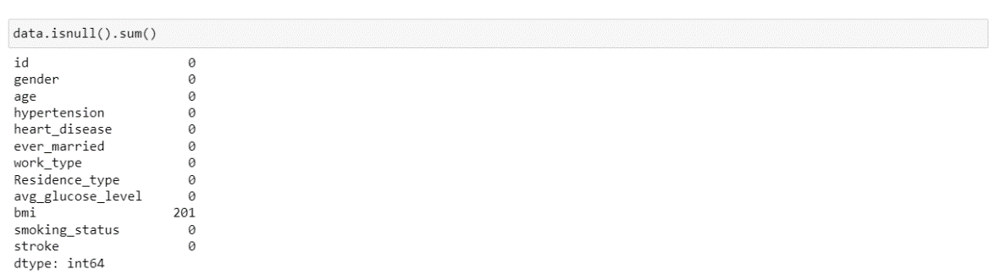 data.isnull().sum()
id 0
gender 0
age 0
hypertension 0
heart_disease 0
ever_married 0
work_type 0
Residence_type 0
avg_glucose_level 0
bmi 201
smoking_status 0
stroke 0
dtype: int64